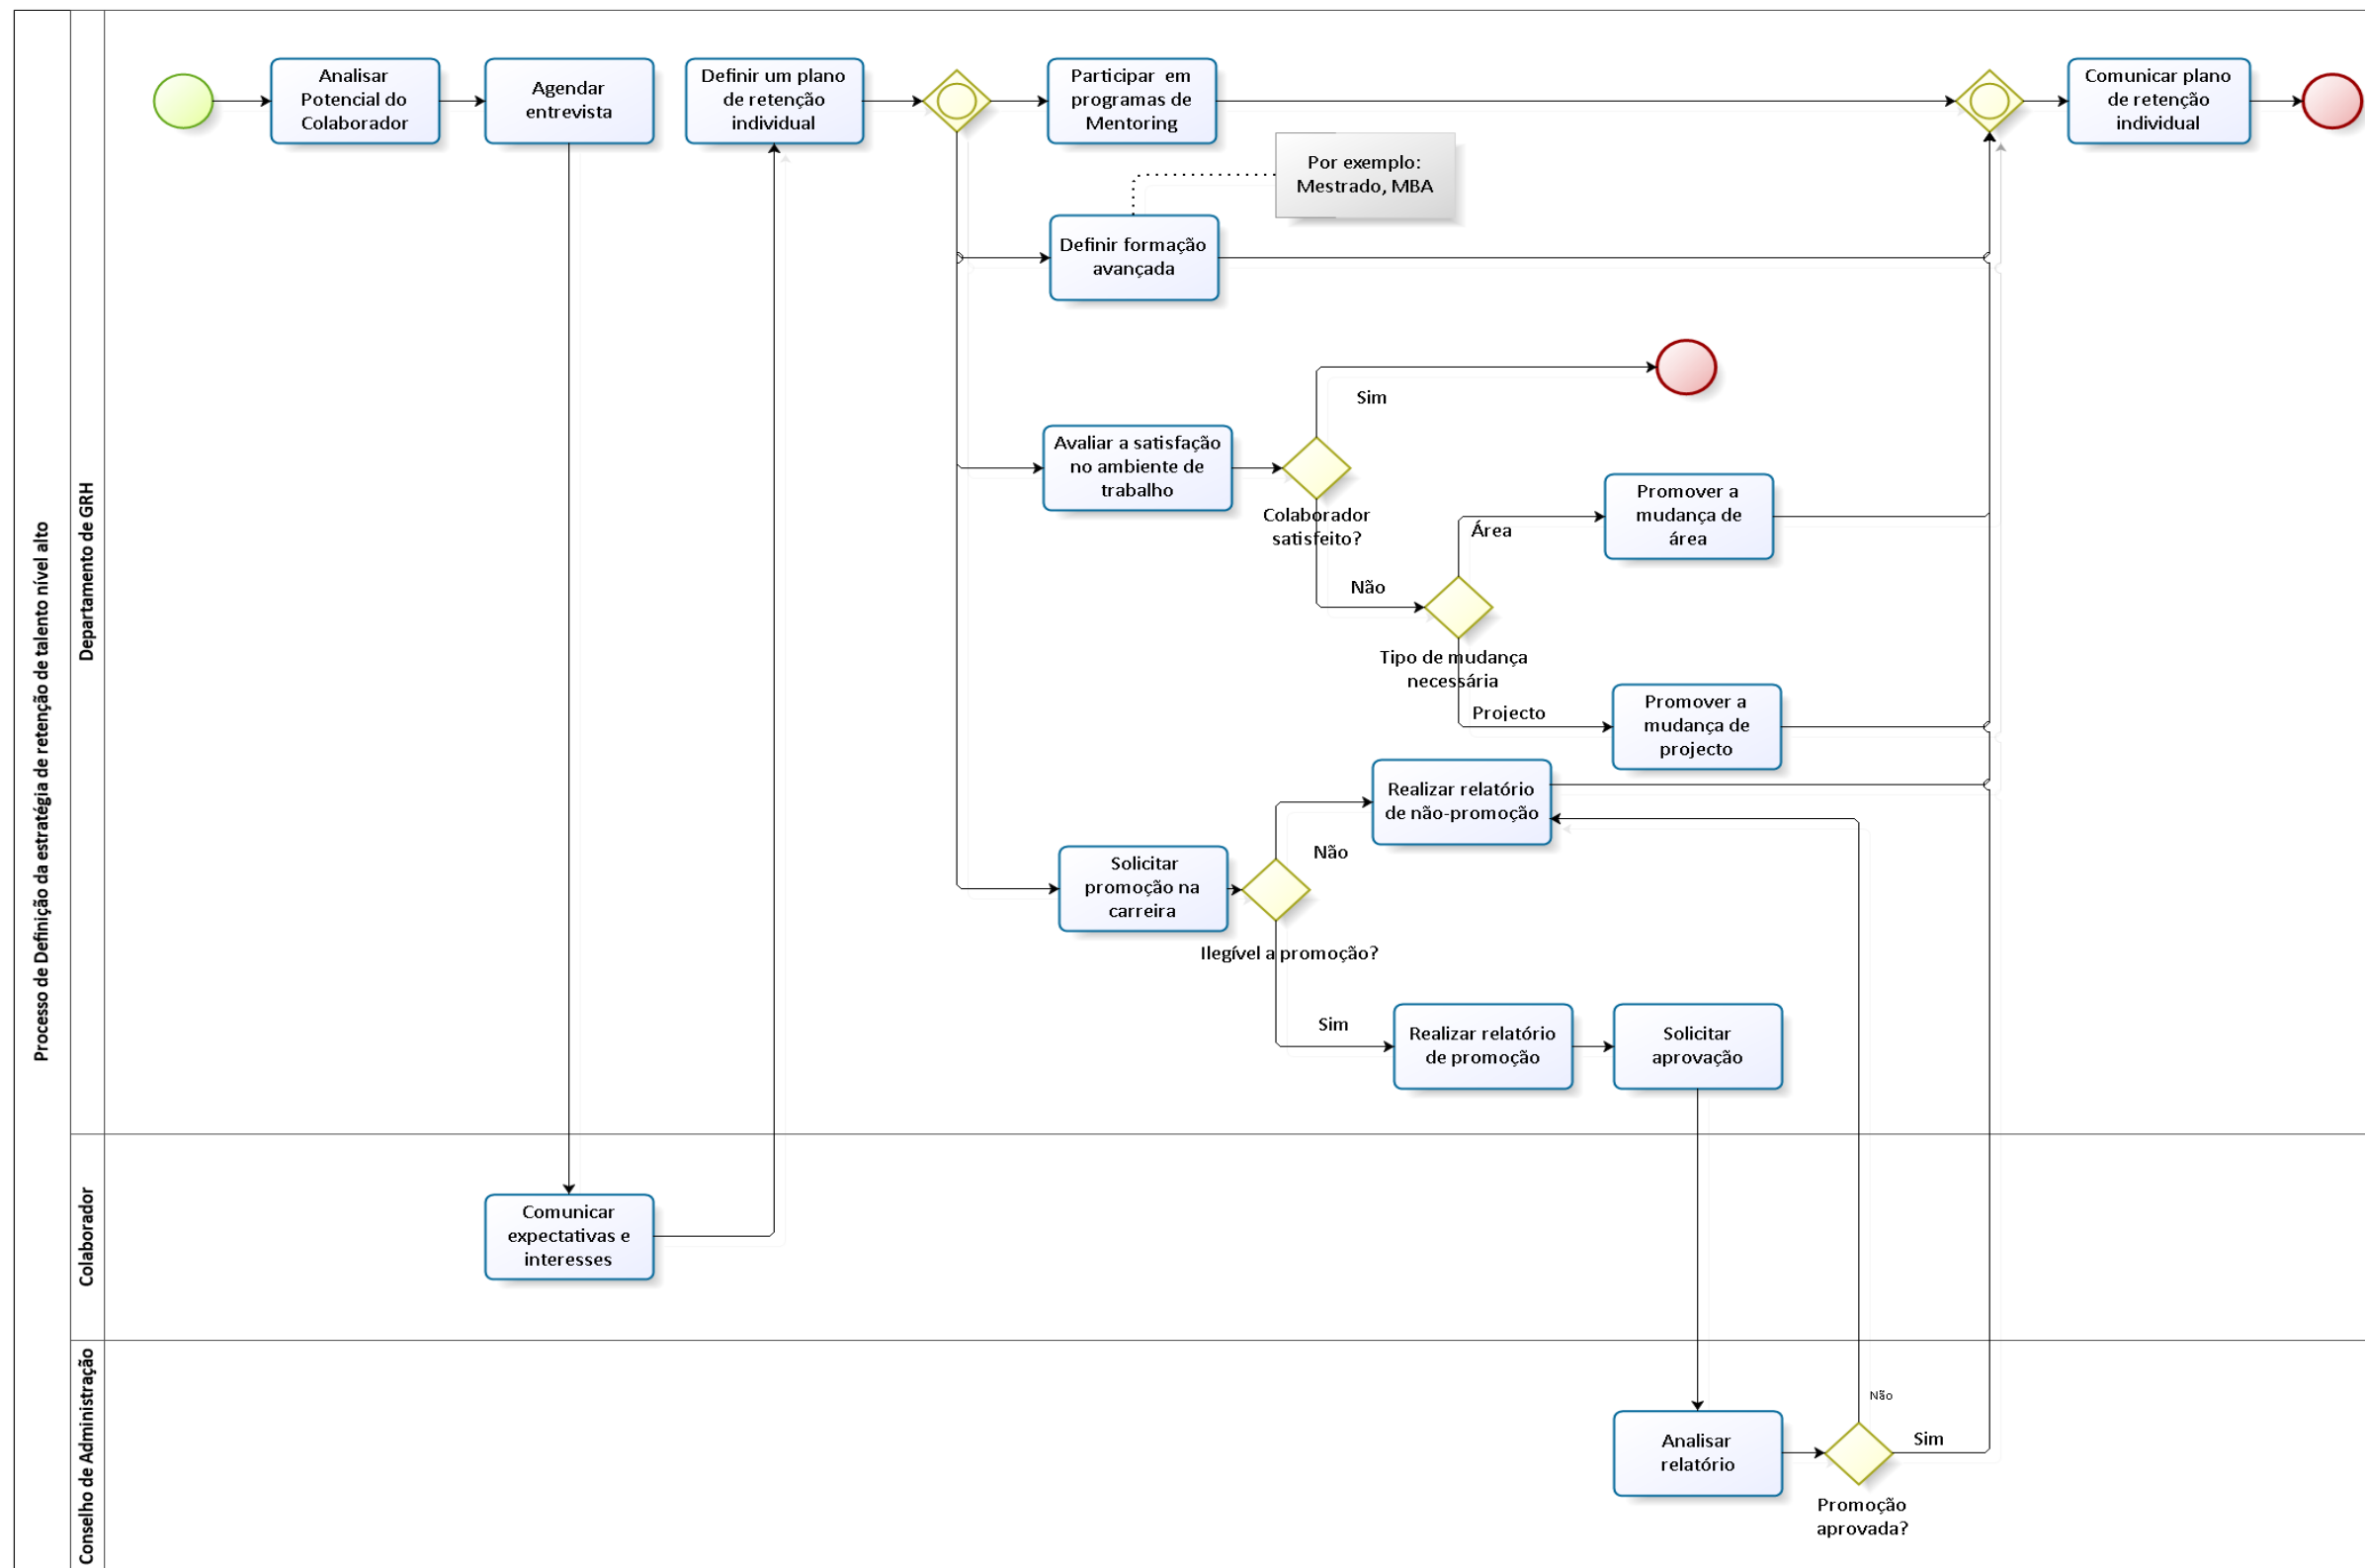 Processo de Definição da estratégia de retenção de talento nível alto
Departamento de GRH
Analisar
Potencial do
Colaborador
Agendar
entrevista
Definir um plano
de retenção
individual
Participar em
programas de
Mentoring
Comunicar plano
de retenção
individual
Por exemplo:
Mestrado, MBA
Definir formação
avançada
Sim
Avaliar a satisfação
no ambiente de
trabalho
Colaborador
satisfeito?
Promover a
mudança de
área
Área
Não
Tipo de mudança
necessária
Projecto
Promover a
mudança de
projecto
Realizar relatório
de não-promoção
Não
Solicitar
promoção na
carreira
Ilegível a promoção?
Sim
Realizar relatório
de promoção
Solicitar
aprovação
Colaborador
Comunicar
expectativas e
interesses
Conselho de Administração
Não
Analisar
relatório
Sim
Promoção
aprovada?